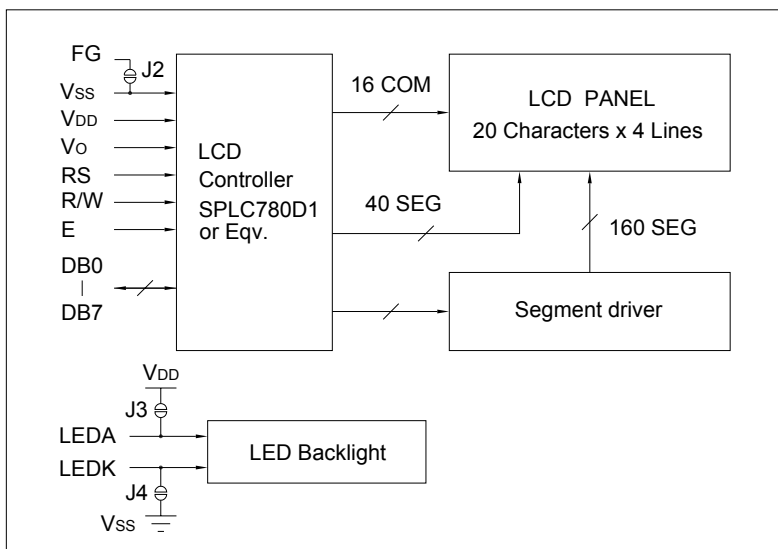 FG
J2
VSS
VDD
VO
RS
R/W
E
DB0
|
DB7
LCD
Controller
SPLC780D1
or Eqv.
16 COM
40 SEG
LCD PANEL
20 Characters x 4 Lines
160 SEG
Segment driver
VDD
J3
LEDA
LEDK
J4
VSS
LED Backlight